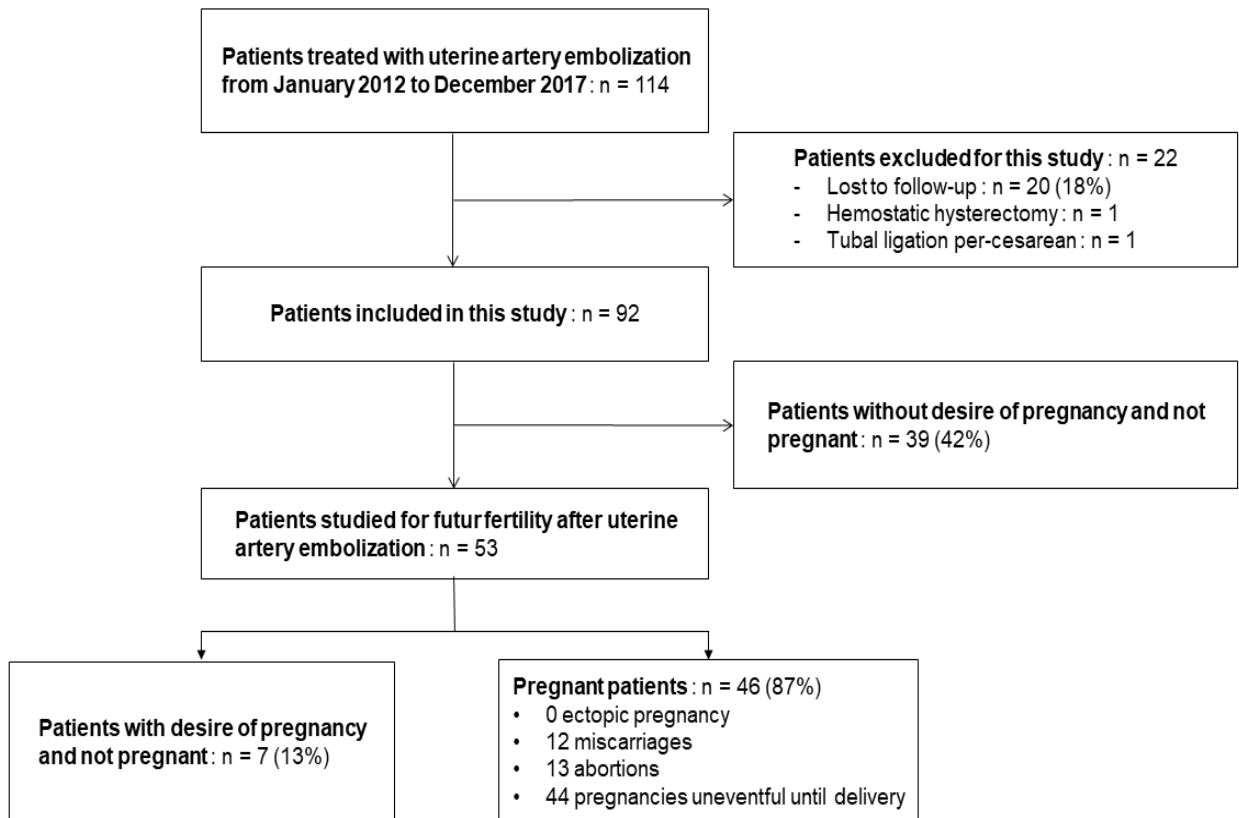 Patients treated with uterine artery embolization
from January 2012 to December 2017 : n = 114
Patients excluded for this study : n = 22
- Lost to follow-up : n = 20 (18%)
- Hemostatic hysterectomy : n = 1
- Tubal ligation per-cesarean : n = 1
Patients included in this study : n = 92
Patients without desire of pregnancy and not
pregnant : n = 39 (42%)
Patients studied for futur fertility after uterine
artery embolization : n = 53
Patients with desire of pregnancy
and not pregnant : n = 7 (13%)
Pregnant patients : n = 46 (87%)
• 0 ectopic pregnancy
• 12 miscarriages
• 13 abortions
• 44 pregnancies uneventful until delivery